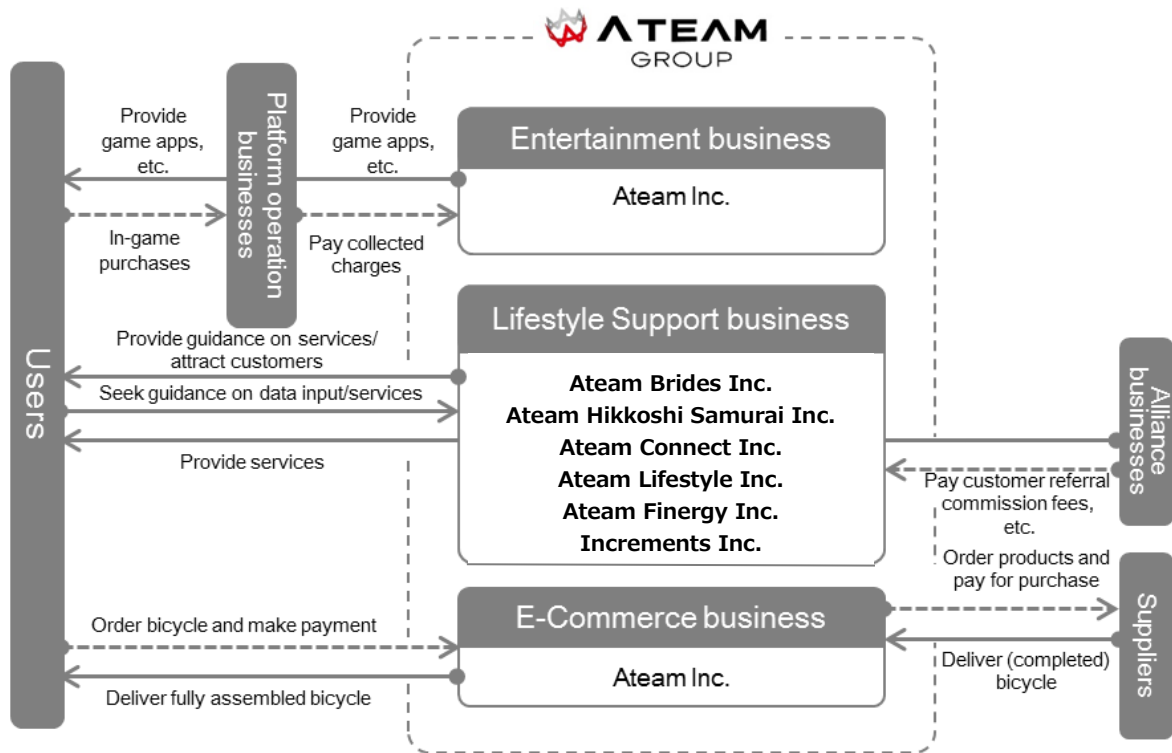 ATEAM
GROUP
Users
Platform operation
businesses
Provide
game apps,
etc.
Provide
game apps,
etc.
In-game
purchases
Pay collected
charges
Entertainment business
Ateam Inc.
Provide guidance on services/
attract customers
Seek guidance on data input/services
Provide services
Lifestyle Support business
Ateam Brides Inc.
Ateam Hikkoshi Samurai Inc.
Ateam Connect Inc.
Ateam Lifestyle Inc.
Ateam Finergy Inc.
Increments Inc.
Alliance
businesses
Pay customer referral
commission fees,
etc.
Order bicycle and make payment
Deliver fully assembled bicycle
E-Commerce business
Ateam Inc.
Order products and
pay for purchase
Deliver (completed)
bicycle
Suppliers